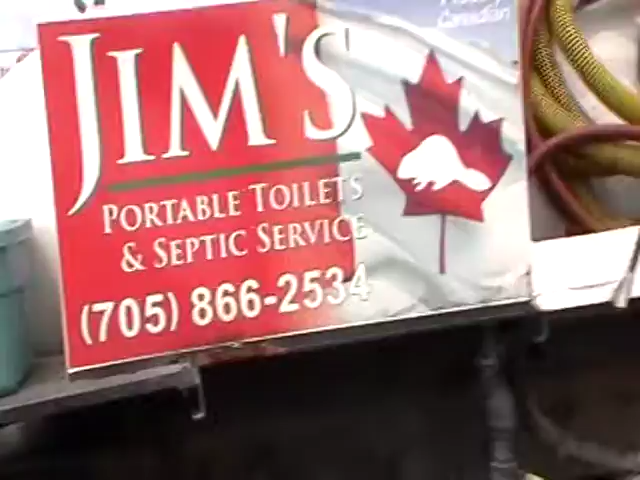 Canadian
JIM'S
PORTABLE TOILETS
& SEPTIC SERVICE
(705) 866-2534